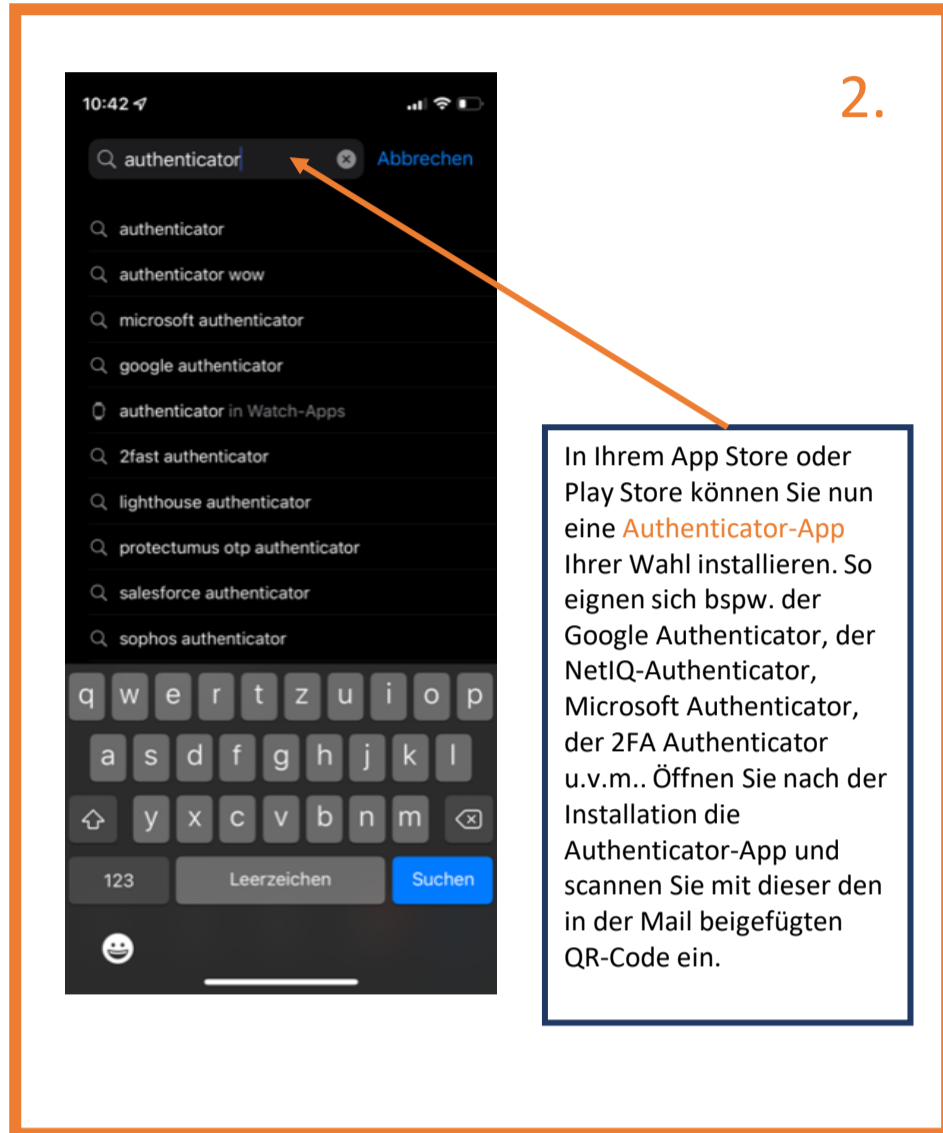 2.
10:42
authenticator Abbrechen
authenticator
authenticator wow
microsoft authenticator
google authenticator
authenticator in Watch-Apps
2fast authenticator
lighthouse authenticator
protectumus otp authenticator
salesforce authenticator
sophos authenticator
q w e r t z u i o p
a s d f g h j k l
y x c v b n m
123 Leerzeichen Suchen
In Ihrem App Store oder
Play Store können Sie nun
eine Authenticator-App
Ihrer Wahl installieren. So
eignen sich bspw. der
Google Authenticator, der
NetIQ-Authenticator,
Microsoft Authenticator,
der 2FA Authenticator
u.v.m.. Öffnen Sie nach der
Installation die
Authenticator-App und
scannen Sie mit dieser den
in der Mail beigefügten
QR-Code ein.